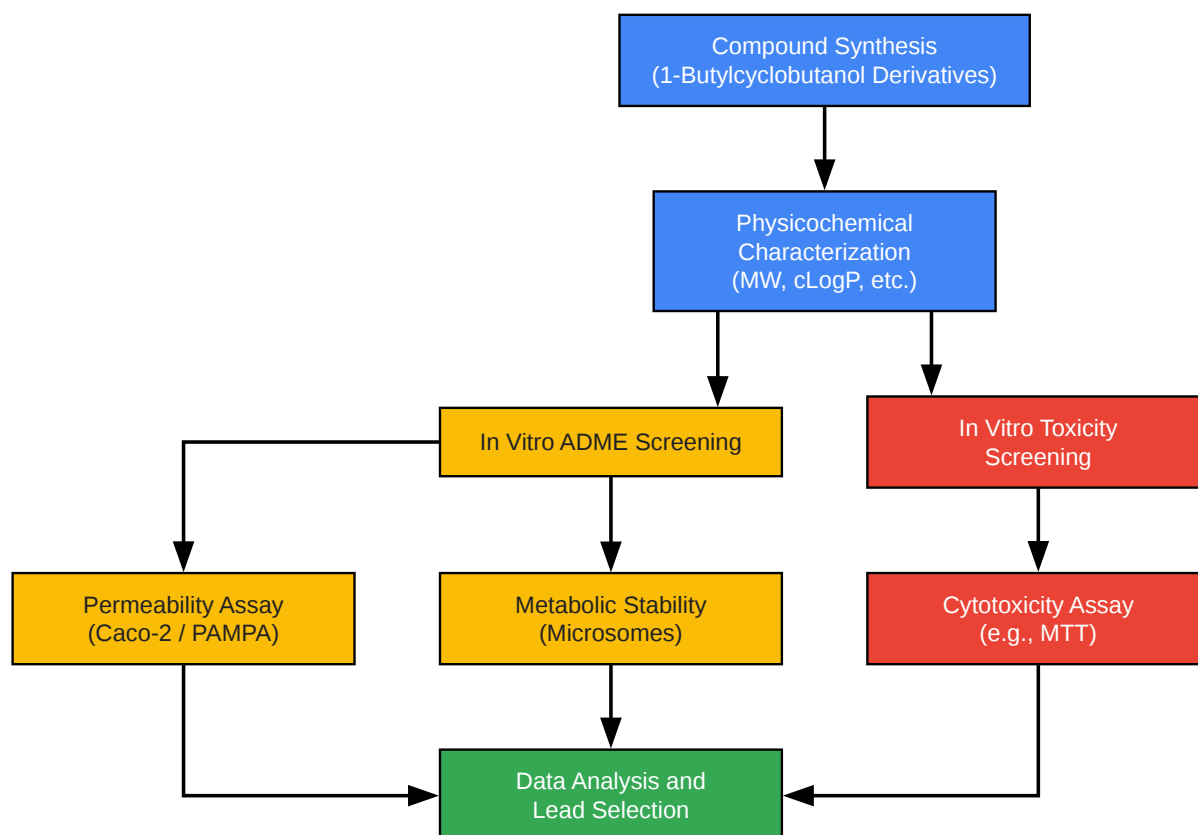 Compound Synthesis
(1-Butylcyclobutanol Derivatives)
Physicochemical
Characterization
(MW, cLogP, etc.)
In Vitro ADME Screening
In Vitro Toxicity
Screening
Permeability Assay
(Caco-2 / PAMPA)
Metabolic Stability
(Microsomes)
Cytotoxicity Assay
(e.g., MTT)
Data Analysis and
Lead Selection